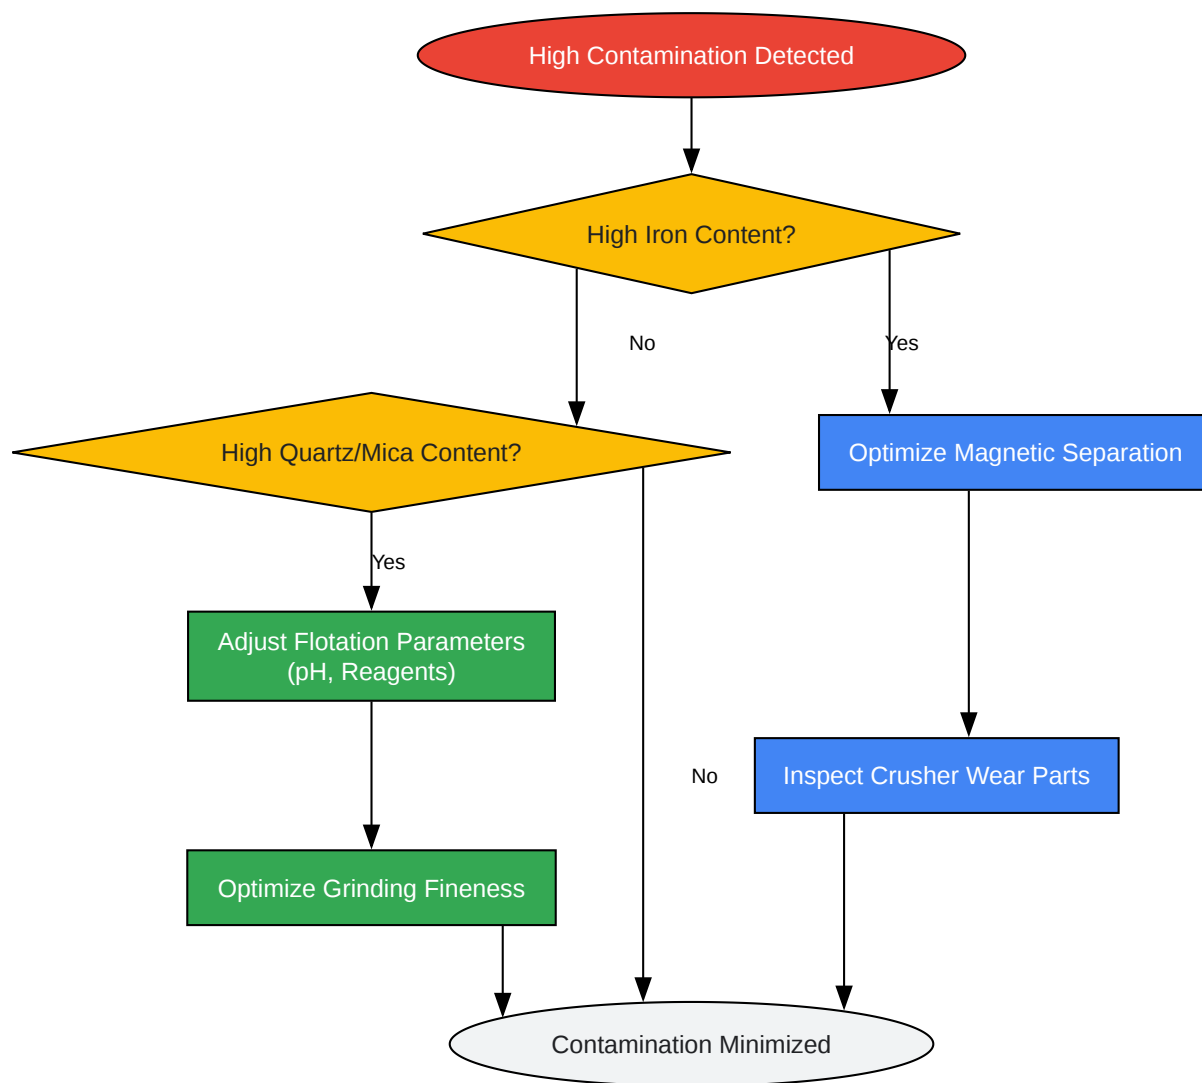 High Contamination Detected
High Iron Content?
No
Yes
High Quartz/Mica Content?
Optimize Magnetic Separation
Yes
Adjust Flotation Parameters
(pH, Reagents)
No
Inspect Crusher Wear Parts
Optimize Grinding Fineness
Contamination Minimized